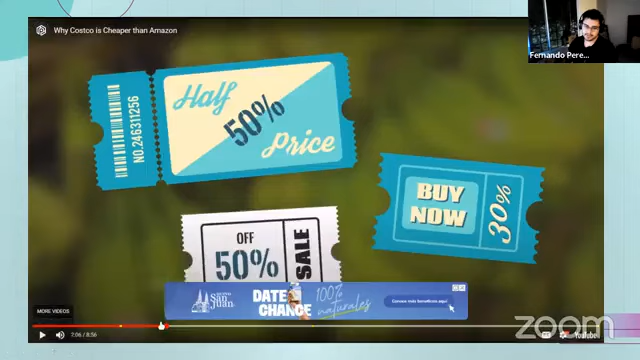 Why Costco is Cheaper than Amazon
Fernando Pere...
NO.246311256
Half
50%
Price
BUY
NOW
30%
OFF
50%
SALE
San Juan
DATE
CHANCE
100%
naturales
MORE VIDEOS
2:06 / 8:56
YouTube
zoom